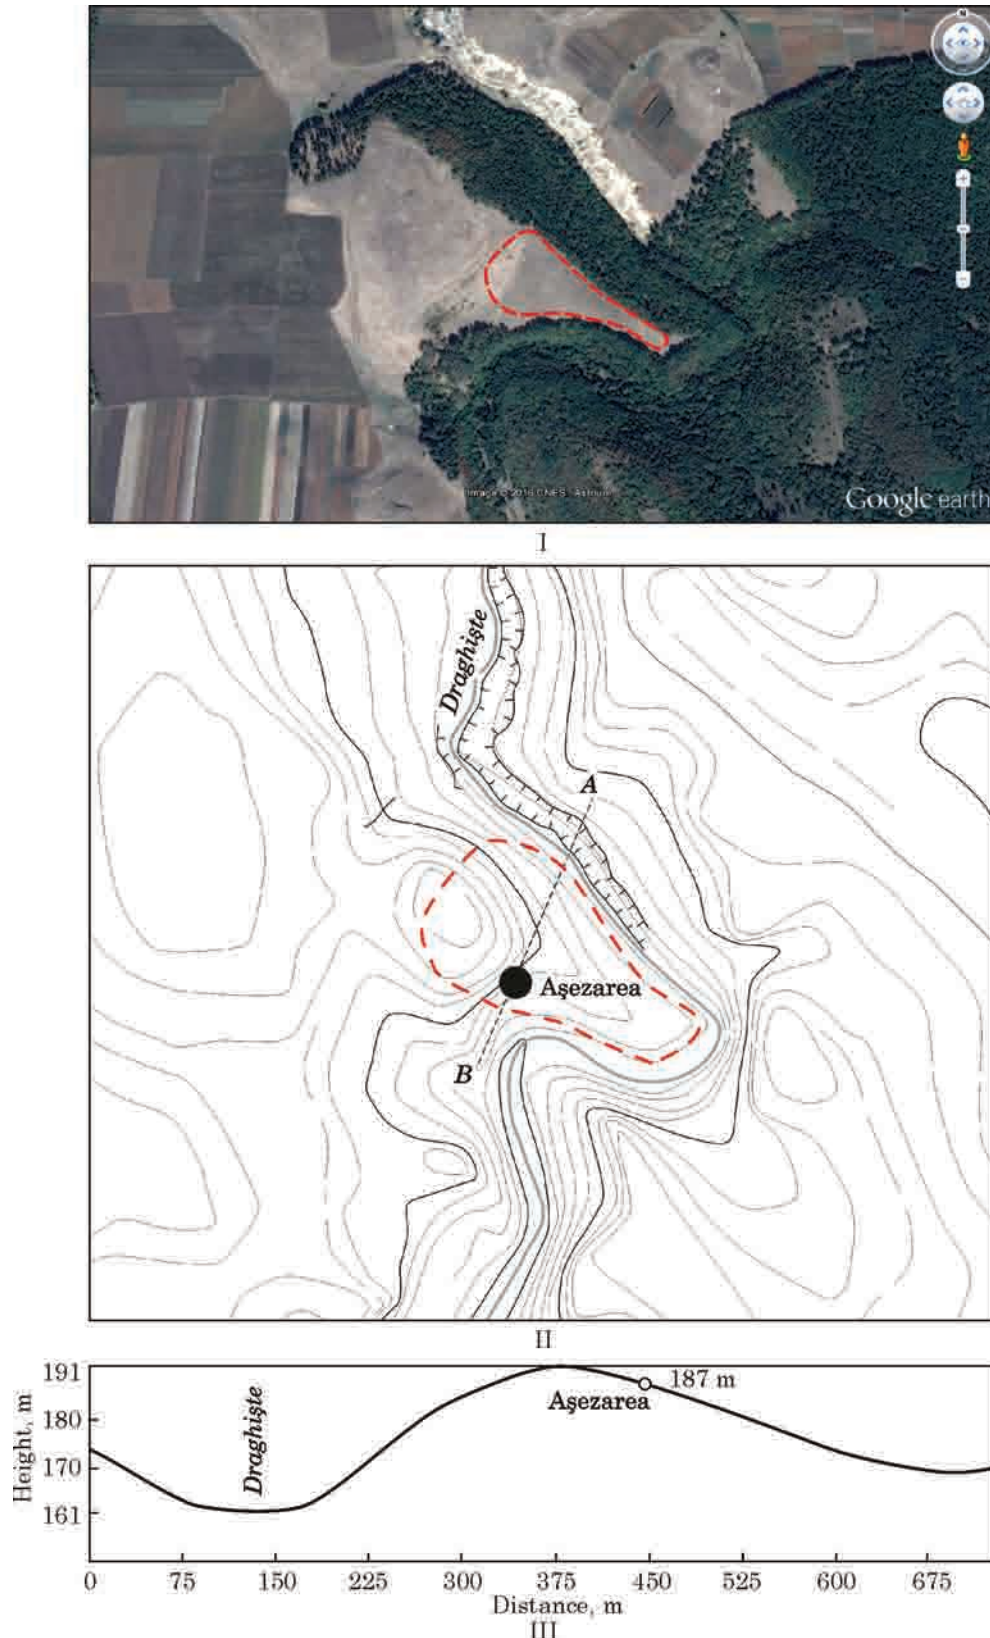 Image © 2016 CNES / Astrium
Google earth
I
Draghişte
A
Aşezarea
B
II
Height, m
191
180
170
161
Draghişte
187 m
Aşezarea
0 75 150 225 300 375 450 525 600 675
Distance, m
III